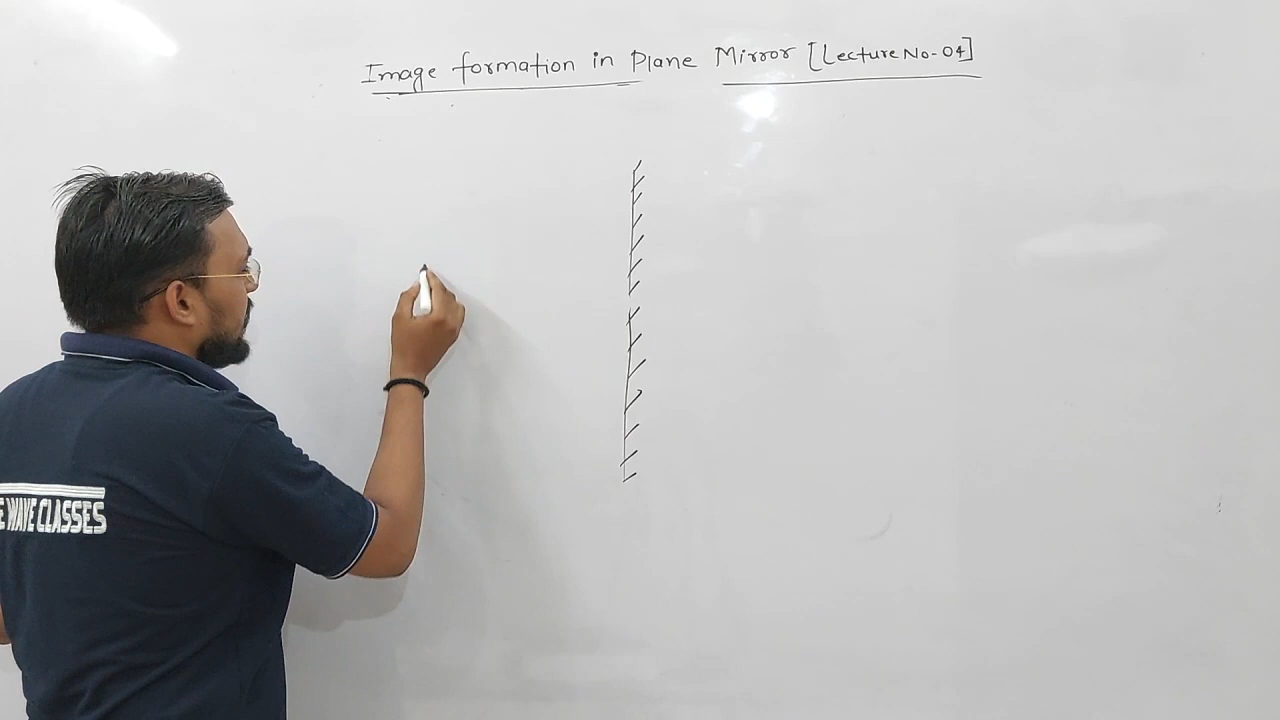 Image formation in Plane Mirror [Lecture No-04]
WAVE CLASSES